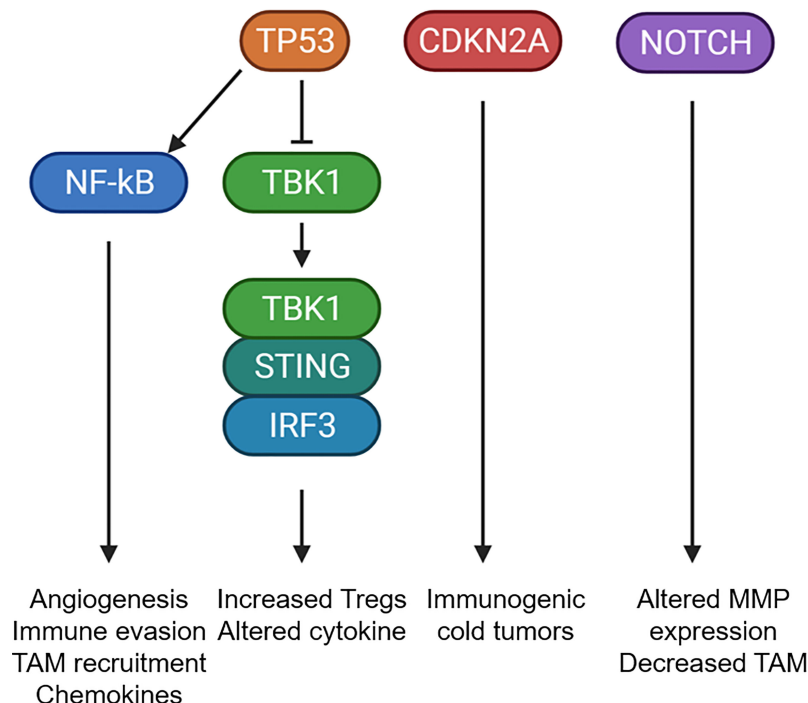 TP53
CDKN2A
NOTCH
NF-kB
TBK1
TBK1
STING
IRF3
Angiogenesis
Immune evasion
TAM recruitment
Chemokines
Increased Tregs
Altered cytokine
Immunogenic
cold tumors
Altered MMP
expression
Decreased TAM